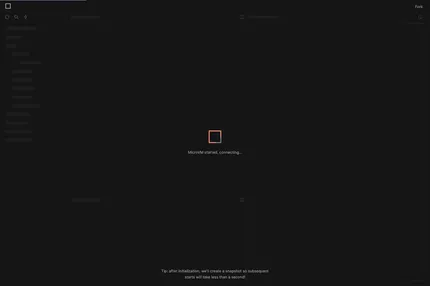 Fork
MicroVM started, connecting...
Tip: after initialization, we'll create a snapshot so subsequent
starts will take less than a second!